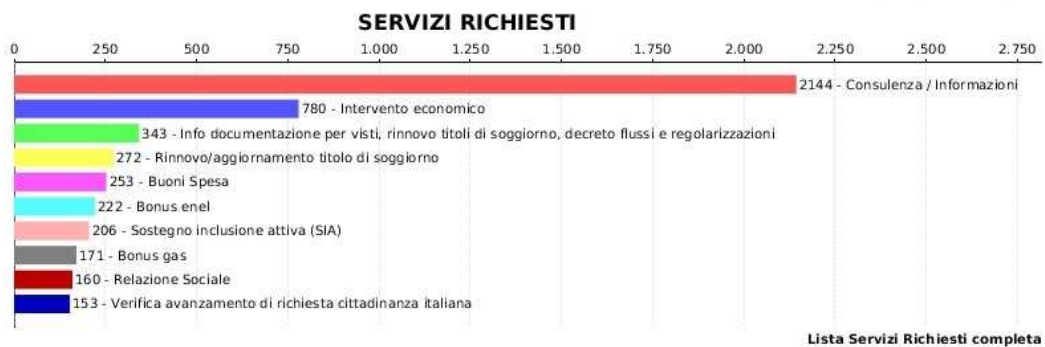 SERVIZI RICHIESTI
0 250 500 750 1.000 1.250 1.500 1.750 2.000 2.250 2.500 2.750
2144 - Consulenza / Informazioni
780 - Intervento economico
343 - Info documentazione per visti, rinnovo titoli di soggiorno, decreto flussi e regolarizzazioni
272 - Rinnovo/aggiornamento titolo di soggiorno
253 - Buoni Spesa
222 - Bonus enel
206 - Sostegno inclusione attiva (SIA)
171 - Bonus gas
160 - Relazione Sociale
153 - Verifica avanzamento di richiesta cittadinanza italiana
Lista Servizi Richiesti completa